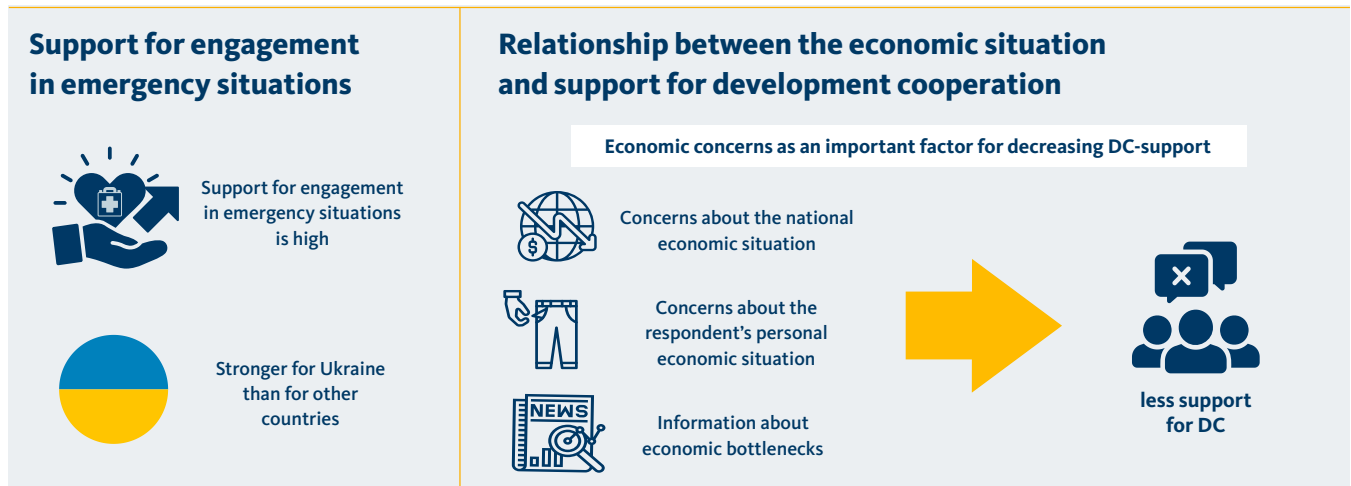 Support for engagement
in emergency situations
Support for engagement
in emergency situations
is high
Stronger for Ukraine
than for other
countries
Relationship between the economic situation
and support for development cooperation
Economic concerns as an important factor for decreasing DC-support
$
Concerns about the national
economic situation
Concerns about the
respondent's personal
economic situation
NEWS
Information about
economic bottlenecks
less support
for DC